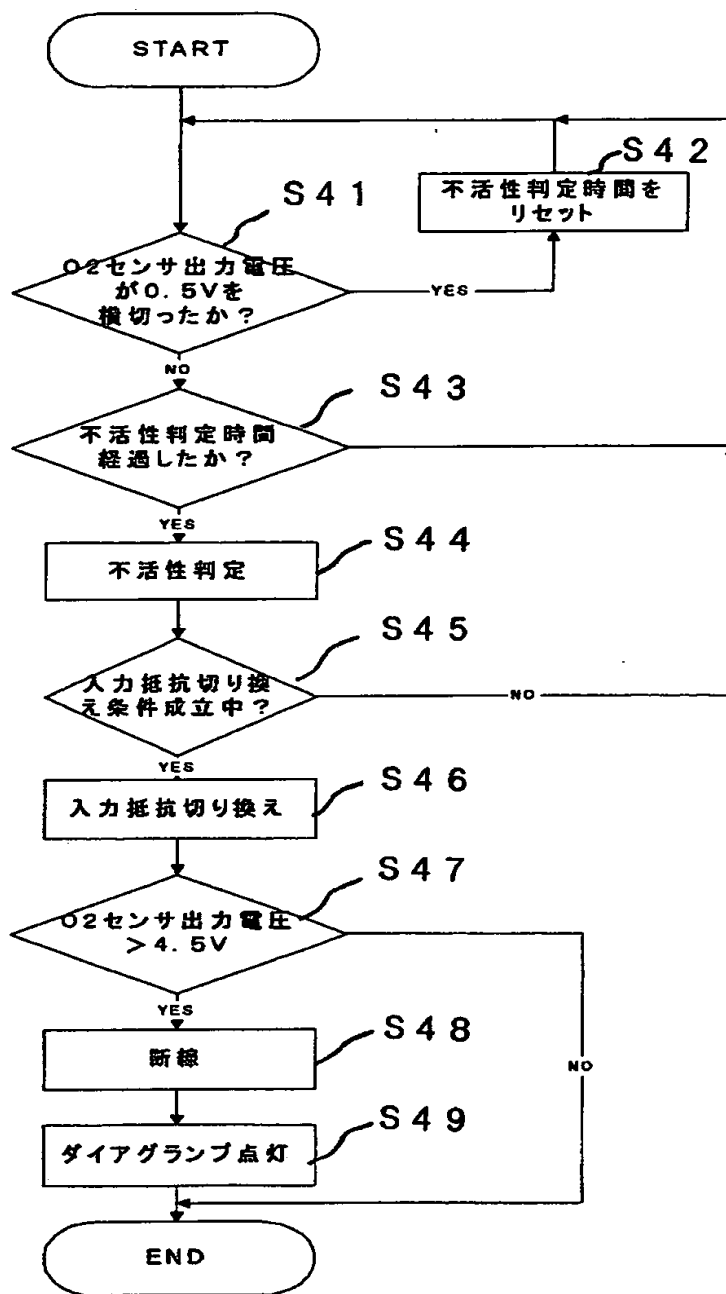 START
S42
不活性判定時間を
リセット
S41
O2センサ出力電圧
が0.5Vを
横切ったか?
YES
NO
S43
不活性判定時間
経過したか?
YES
S44
不活性判定
S45
入力抵抗切り換
え条件成立中?
NO
YES
S46
入力抵抗切り換え
S47
O2センサ出力電圧
>4.5V
YES
S48
断線
NO
S49
ダイアグランプ点灯
END